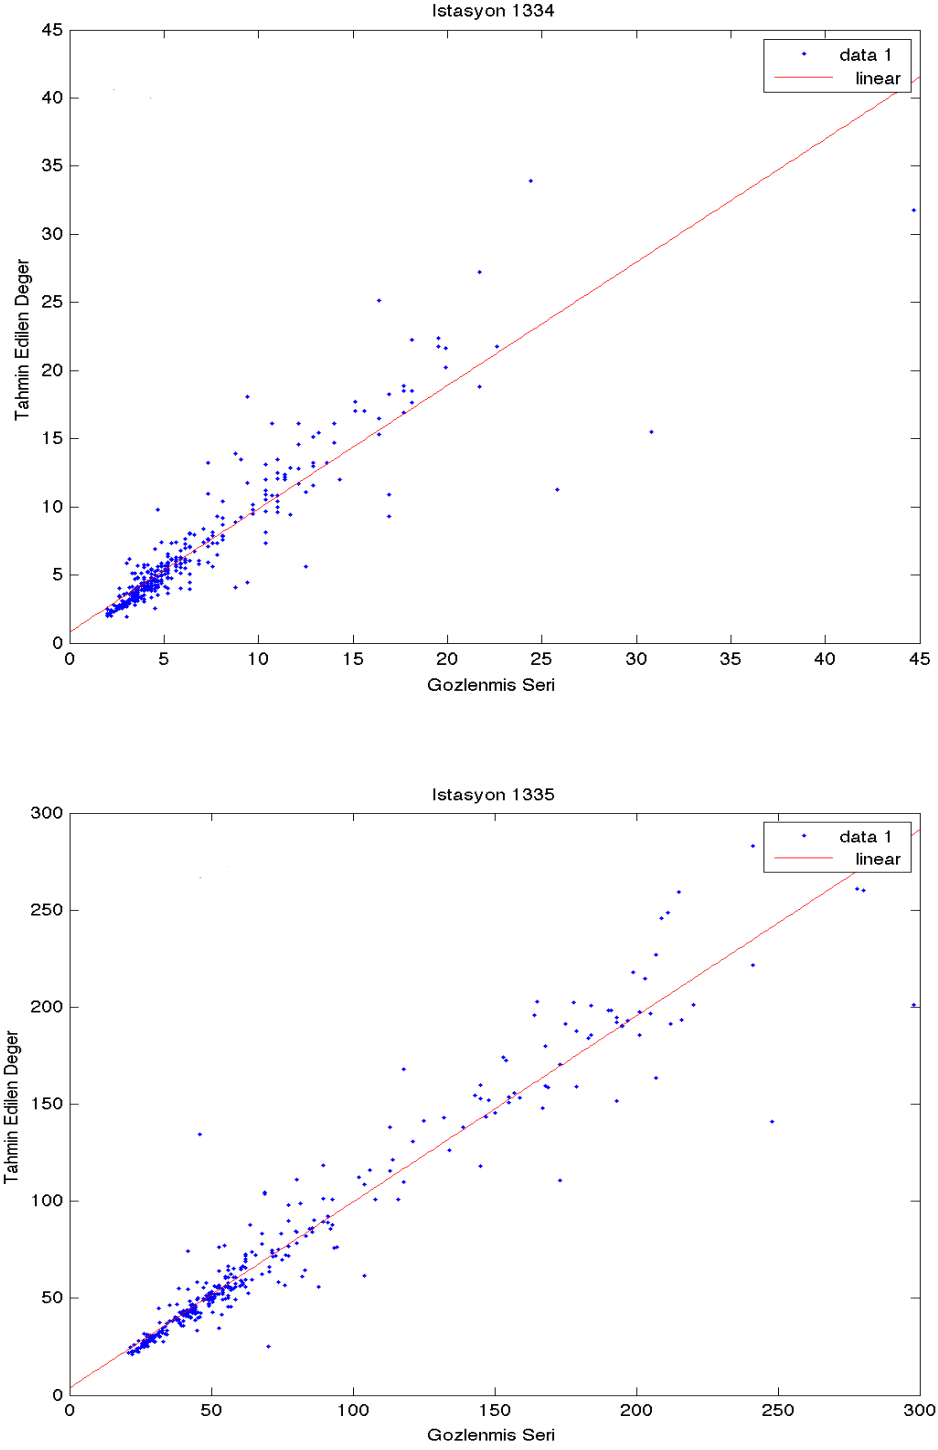 Istasyon 1334
45
40
35
30
25
20
15
10
5
0
Tahmin Edilen Deger
data 1
linear
0 5 10 15 20 25 30 35 40 45
Gozlenmis Seri
Istasyon 1335
300
250
200
150
100
50
0
Tahmin Edilen Deger
data 1
linear
0 50 100 150 200 250 300
Gozlenmis Seri